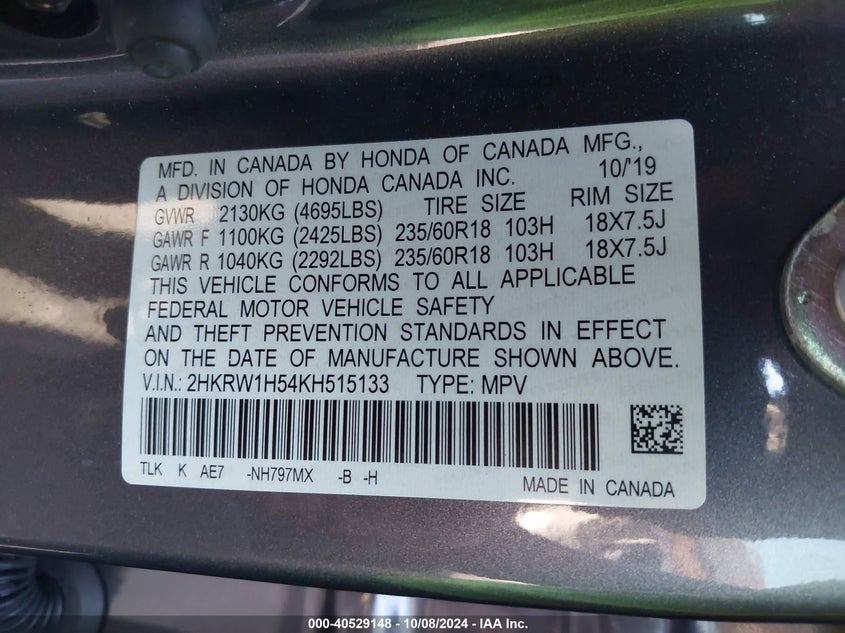 MFD. IN CANADA BY HONDA OF CANADA MFG.,
A DIVISION OF HONDA CANADA INC. 10/'19
GVWR 2130KG (4695LBS) TIRE SIZE RIM SIZE
GAWR F 1100KG (2425LBS) 235/60R18 103H 18X7.5J
GAWR R 1040KG (2292LBS) 235/60R18 103H 18X7.5J
THIS VEHICLE CONFORMS TO ALL APPLICABLE
FEDERAL MOTOR VEHICLE SAFETY
AND THEFT PREVENTION STANDARDS IN EFFECT
ON THE DATE OF MANUFACTURE SHOWN ABOVE.
V.I.N.: 2HKRW1H54KH515133 TYPE: MPV
TLK K AE7 -NH797MX -B -H
MADE IN CANADA
000-40529148 - 10/08/2024 - IAA Inc.